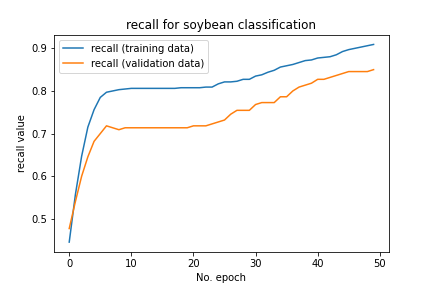 recall for soybean classification
recall (training data)
recall (validation data)
recall value
0.9
0.8
0.7
0.6
0.5
0
10
20
30
40
50
No. epoch